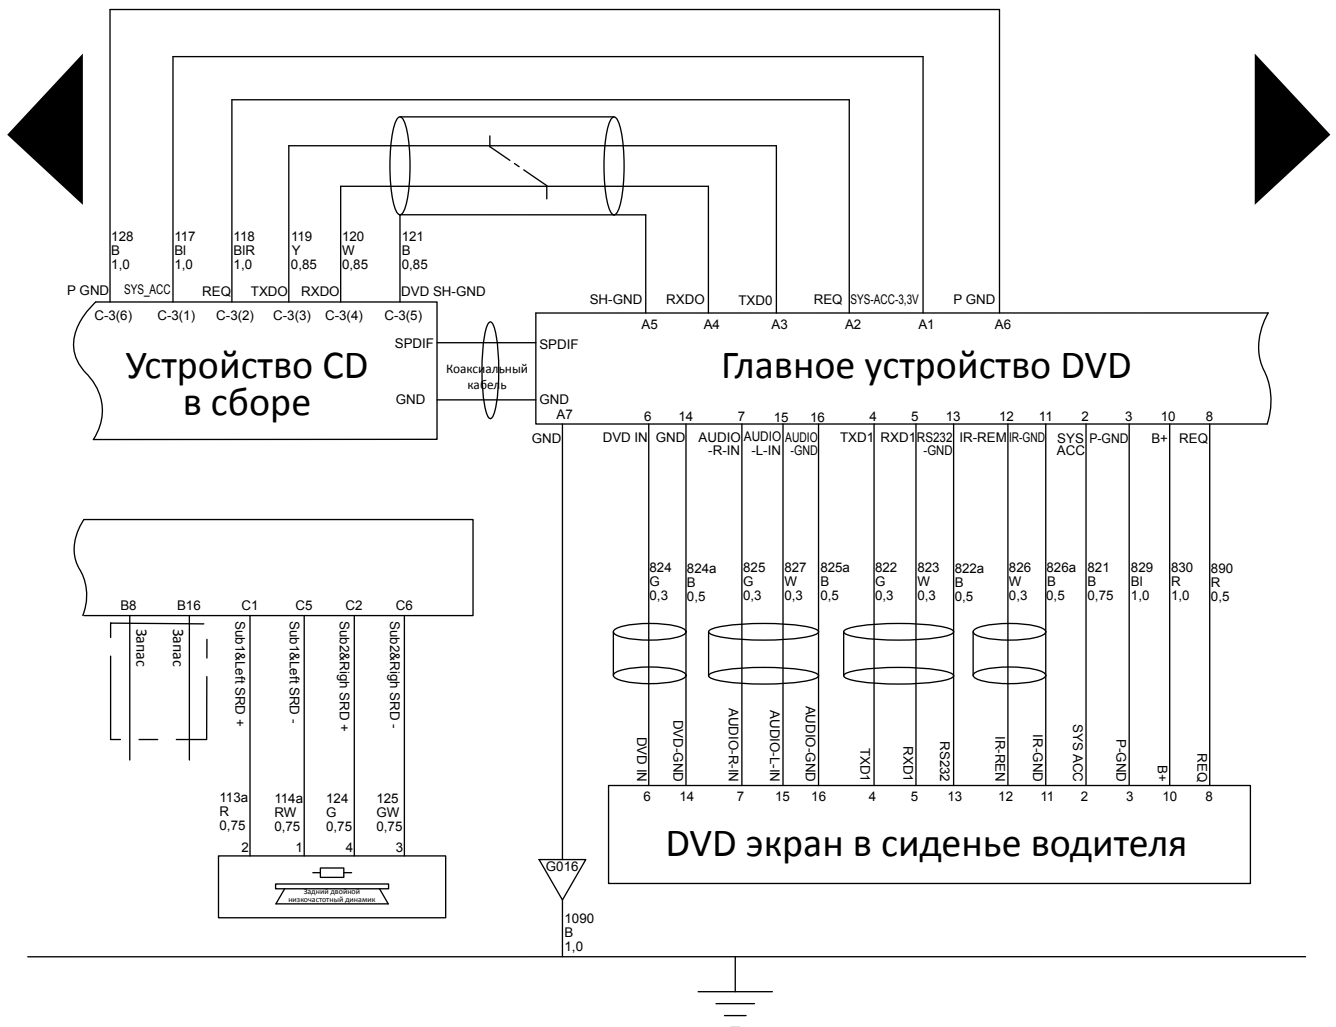 128
B
1,0
117
Bl
1,0
118
BIR
1,0
119
Y
0,85
120
W
0,85
121
B
0,85
P GND
SYS_ACC
REQ
TXDO
RXDO
DVD SH-GND
C-3(6)
C-3(1)
C-3(2)
C-3(3)
C-3(4)
C-3(5)
Устройство CD
в сборе
SPDIF
GND
Коаксиальный
кабель
SH-GND
RXDO
TXD0
REQ
SYS-ACC-3,3V
P GND
A5
A4
A3
A2
A1
A6
SPDIF
GND
Главное устройство DVD
A7
6
14
7
15
16
4
5
13
12
11
2
3
10
8
GND
DVD IN
GND
AUDIO
-R-IN
AUDIO
-L-IN
AUDIO
-GND
TXD1
RXD1
RS232
-GND
IR-REM
IR-GND
SYS
ACC
P-GND
B+
REQ
824
G
0,3
824a
B
0,5
825
G
0,3
827
W
0,3
825a
B
0,5
822
G
0,3
823
W
0,3
822a
B
0,5
826
W
0,3
826a
B
0,5
821
B
0,75
829
Bl
1,0
830
R
1,0
890
R
0,5
DVD IN
DVD-GND
AUDIO-R-IN
AUDIO-L-IN
AUDIO-GND
TXD1
RXD1
RS232
IR-REN
IR-GND
SYS ACC
P-GND
B+
REQ
6
14
7
15
16
4
5
13
12
11
2
3
10
8
DVD экран в сиденье водителя
B8
B16
C1
C5
C2
C6
Запас
Запас
Sub1&Left SRD +
Sub1&Left SRD -
Sub2&Righ SRD +
Sub2&Righ SRD -
113a
R
0,75
114a
RW
0,75
124
G
0,75
125
GW
0,75
2
1
4
3
Задний двойной
низкочастотный динамик
G016
1090
B
1,0